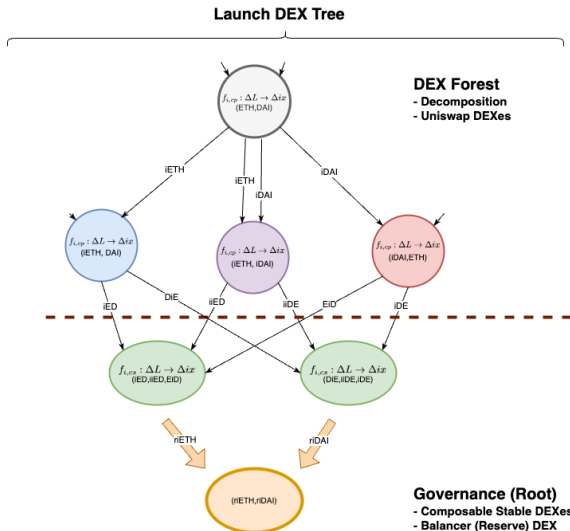 Launch DEX Tree
DEX Forest
- Decomposition
- Uniswap DEXes
f_{i,cp} : ΔL → Δix
(ETH,DAI)
iETH
iETH
iDAI
iDAI
f_{i,cp} : ΔL → Δix
(iETH, DAI)
f_{i,cp} : ΔL → Δix
(iETH, iDAI)
f_{i,cp} : ΔL → Δix
(iDAI,ETH)
iED
DiE
iiED
iiDE
EiD
iDE
f_{i,cs} : ΔL → Δix
(iED,iiED,EiD)
f_{i,cs} : ΔL → Δix
(DiE,iiDE,iDE)
riETH
riDAI
(riETH,riDAI)
Governance (Root)
- Composable Stable DEXes
- Balancer (Reserve) DEX